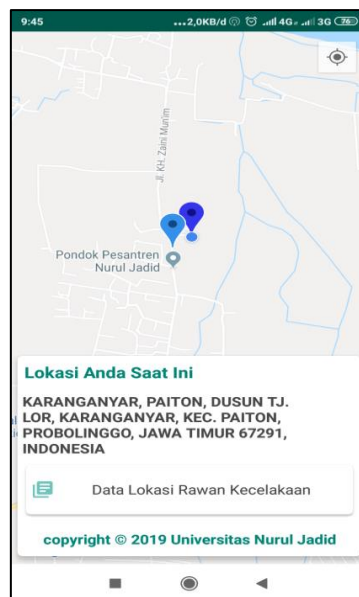 9:45
...2,0KB/d 4G 3G 76
Jl. KH. Zaini Mun'im
Pondok Pesantren
Nurul Jadid
Lokasi Anda Saat Ini
KARANGANYAR, PAITON, DUSUN TJ.
LOR, KARANGANYAR, KEC. PAITON,
PROBOLINGGO, JAWA TIMUR 67291,
INDONESIA
Data Lokasi Rawan Kecelakaan
copyright © 2019 Universitas Nurul Jadid